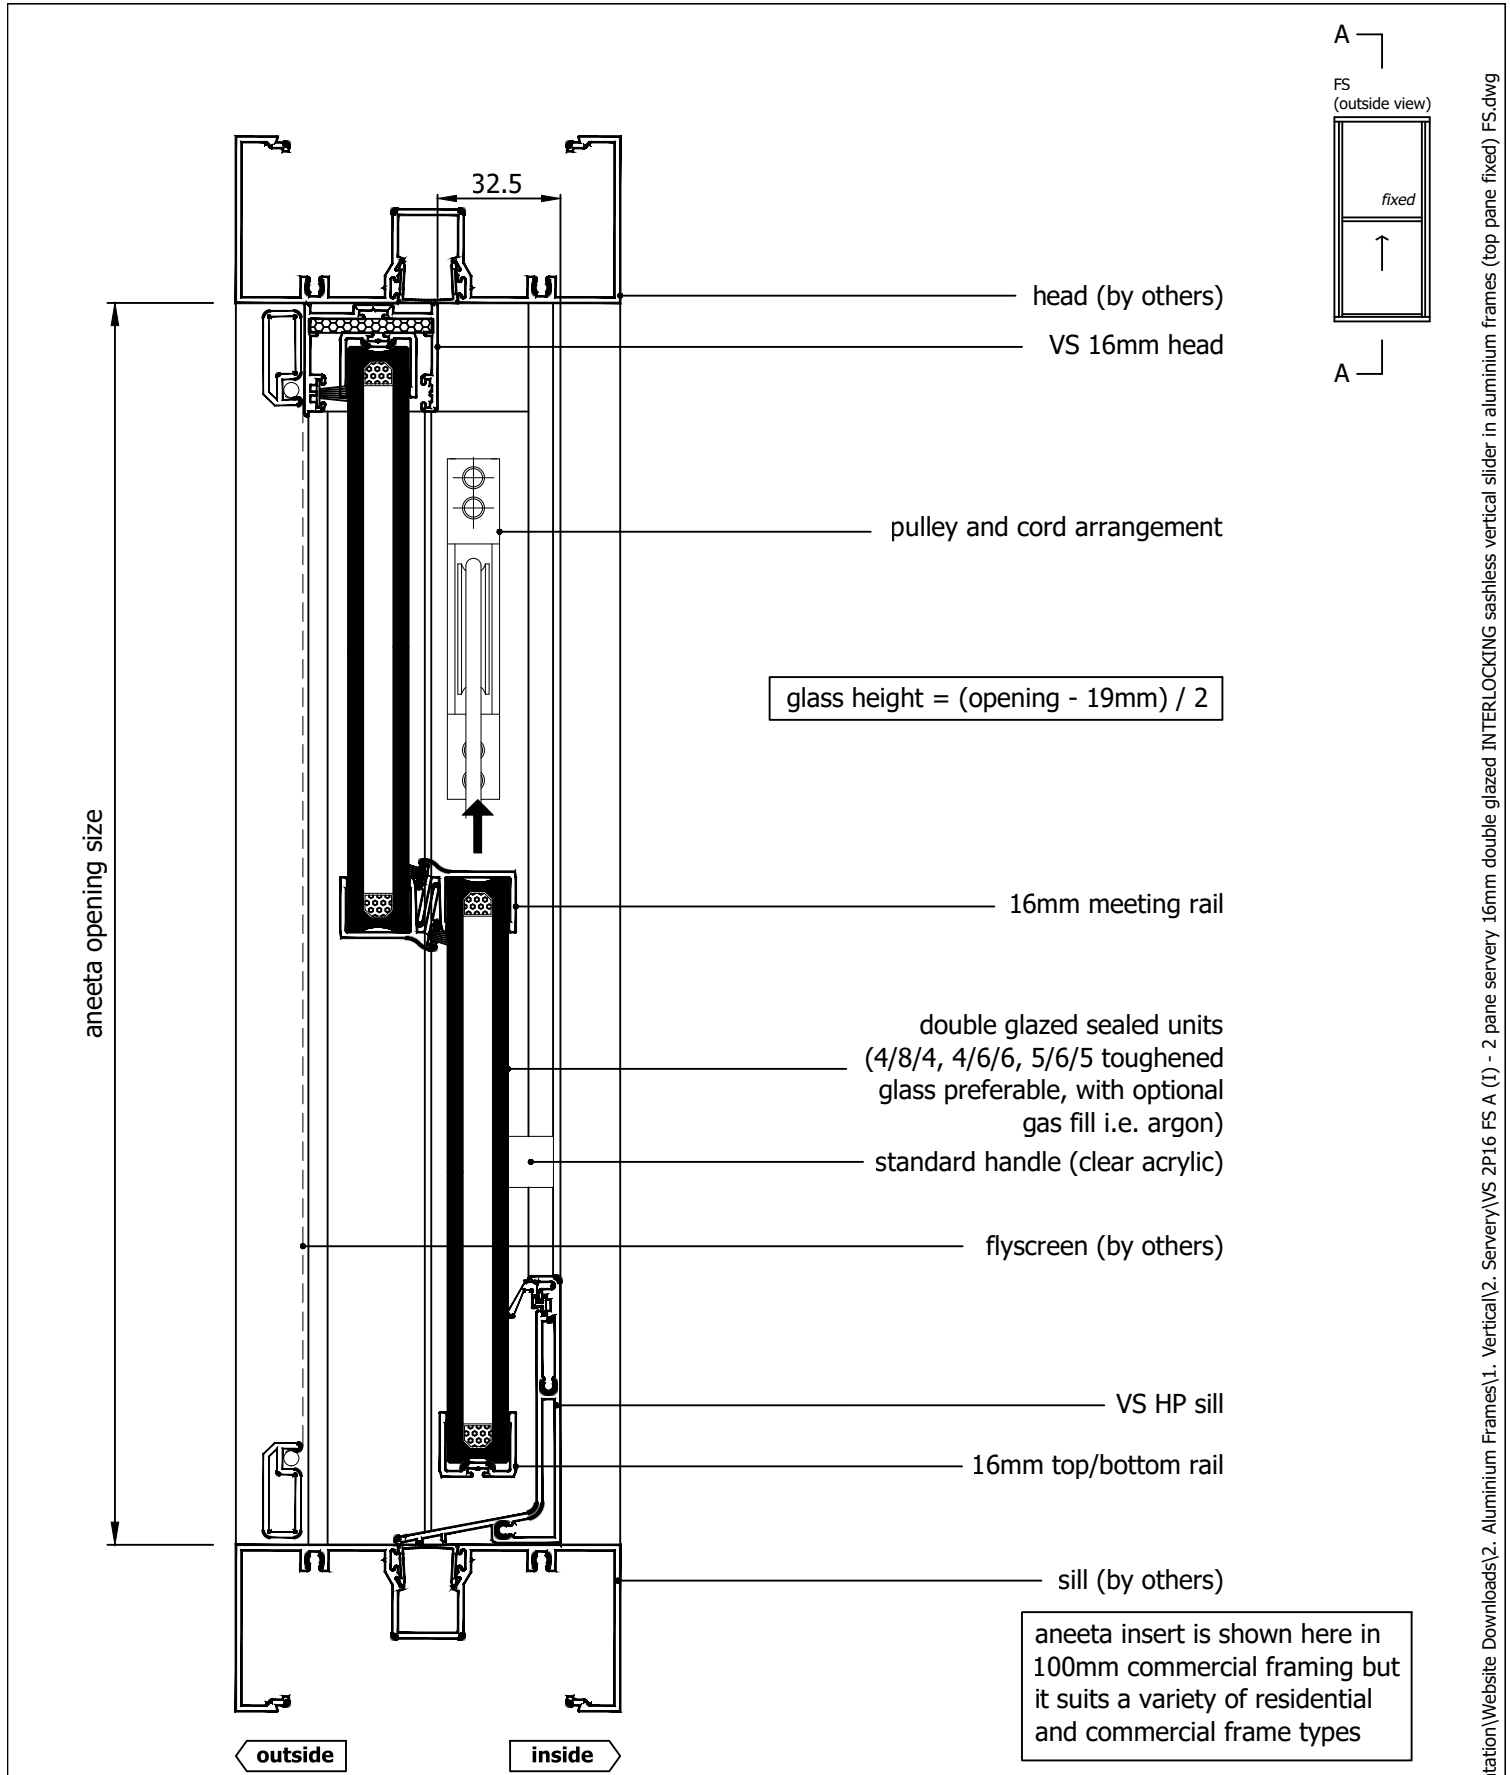 A
FS
(outside view)
fixed
A
32.5
head (by others)
VS 16mm head
pulley and cord arrangement
glass height = (opening - 19mm) / 2
aneeta opening size
16mm meeting rail
double glazed sealed units
(4/8/4, 4/6/6, 5/6/5 toughened
glass preferable, with optional
gas fill i.e. argon)
standard handle (clear acrylic)
flyscreen (by others)
VS HP sill
16mm top/bottom rail
sill (by others)
aneeta insert is shown here in
100mm commercial framing but
it suits a variety of residential
and commercial frame types
outside
inside
ntation\Website Downloads\2. Aluminium Frames\1. Vertical\2. Servery\VS 2P16 FS A (I) - 2 pane servery 16mm double glazed INTERLOCKING sashless vertical slider in aluminium frames (top pane fixed) FS.dwg